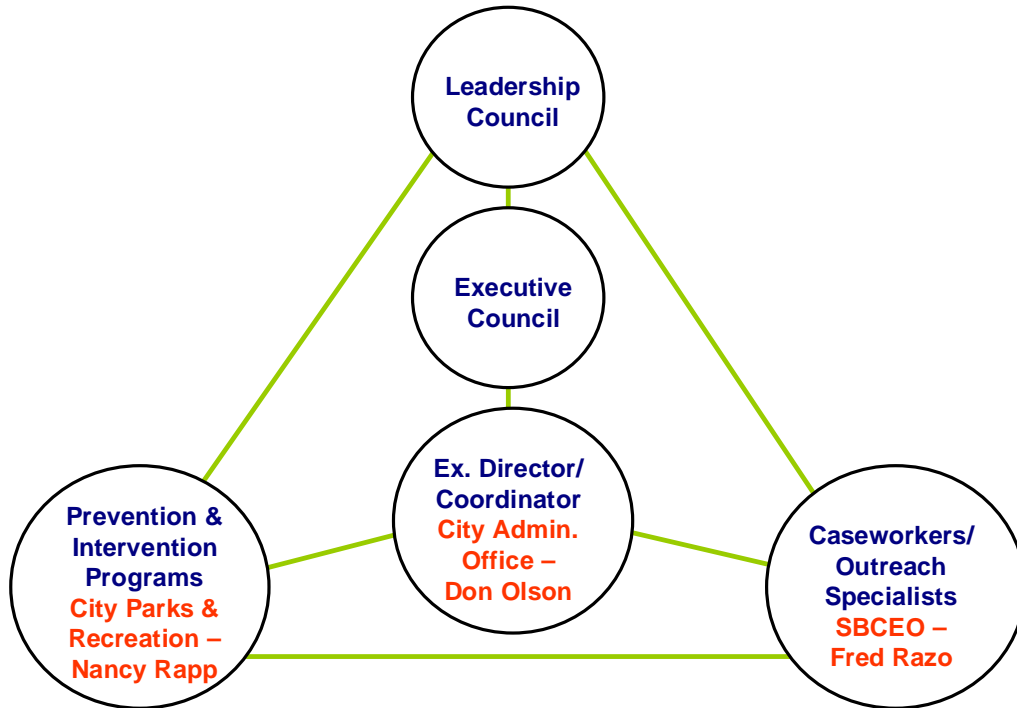 Leadership
Council
Executive
Council
Ex. Director/
Coordinator
City Admin.
Office –
Don Olson
Prevention &
Intervention
Programs
City Parks &
Recreation –
Nancy Rapp
Caseworkers/
Outreach
Specialists
SBCEO –
Fred Razo